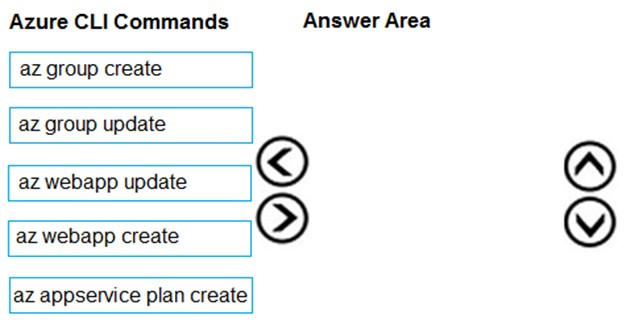 Azure CLI Commands
Answer Area
az group create
az group update
az webapp update
az webapp create
az appservice plan create